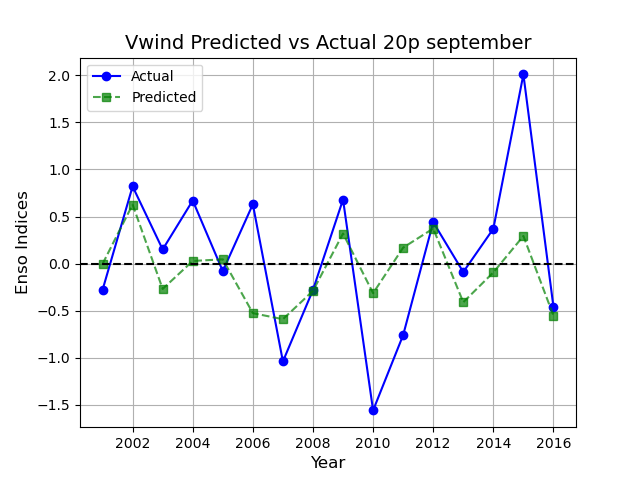 Vwind Predicted vs Actual 20p september
Actual
Predicted
2.0
1.5
1.0
0.5
0.0
−0.5
−1.0
−1.5
Enso Indices
2002 2004 2006 2008 2010 2012 2014 2016
Year